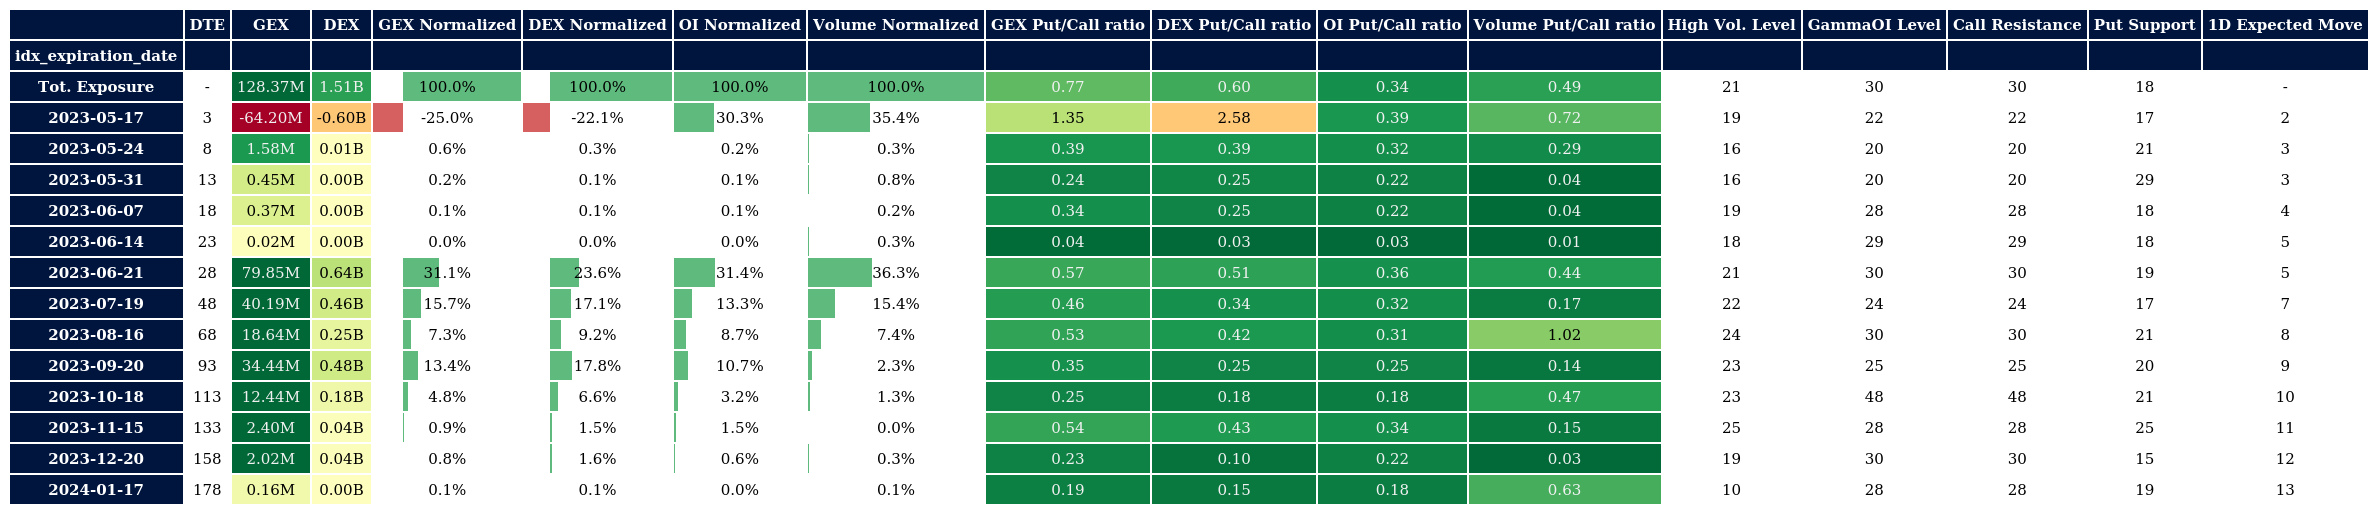 DTE GEX DEX GEX Normalized DEX Normalized OI Normalized Volume Normalized GEX Put/Call ratio DEX Put/Call ratio OI Put/Call ratio Volume Put/Call ratio High Vol. Level GammaOI Level Call Resistance Put Support 1D Expected Move
idx_expiration_date
Tot. Exposure - 128.37M 1.51B 100.0% 100.0% 100.0% 100.0% 0.77 0.60 0.34 0.49 21 30 30 18 -
2023-05-17 3 -64.20M -0.60B -25.0% -22.1% 30.3% 35.4% 1.35 2.58 0.39 0.72 19 22 22 17 2
2023-05-24 8 1.58M 0.01B 0.6% 0.3% 0.2% 0.3% 0.39 0.39 0.32 0.29 16 20 20 21 3
2023-05-31 13 0.45M 0.00B 0.2% 0.1% 0.1% 0.8% 0.24 0.25 0.22 0.04 16 20 20 29 3
2023-06-07 18 0.37M 0.00B 0.1% 0.1% 0.1% 0.2% 0.34 0.25 0.22 0.04 19 28 28 18 4
2023-06-14 23 0.02M 0.00B 0.0% 0.0% 0.0% 0.3% 0.04 0.03 0.03 0.01 18 29 29 18 5
2023-06-21 28 79.85M 0.64B 31.1% 23.6% 31.4% 36.3% 0.57 0.51 0.36 0.44 21 30 30 19 5
2023-07-19 48 40.19M 0.46B 15.7% 17.1% 13.3% 15.4% 0.46 0.34 0.32 0.17 22 24 24 17 7
2023-08-16 68 18.64M 0.25B 7.3% 9.2% 8.7% 7.4% 0.53 0.42 0.31 1.02 24 30 30 21 8
2023-09-20 93 34.44M 0.48B 13.4% 17.8% 10.7% 2.3% 0.35 0.25 0.25 0.14 23 25 25 20 9
2023-10-18 113 12.44M 0.18B 4.8% 6.6% 3.2% 1.3% 0.25 0.18 0.18 0.47 23 48 48 21 10
2023-11-15 133 2.40M 0.04B 0.9% 1.5% 1.5% 0.0% 0.54 0.43 0.34 0.15 25 28 28 25 11
2023-12-20 158 2.02M 0.04B 0.8% 1.6% 0.6% 0.3% 0.23 0.10 0.22 0.03 19 30 30 15 12
2024-01-17 178 0.16M 0.00B 0.1% 0.1% 0.0% 0.1% 0.19 0.15 0.18 0.63 10 28 28 19 13